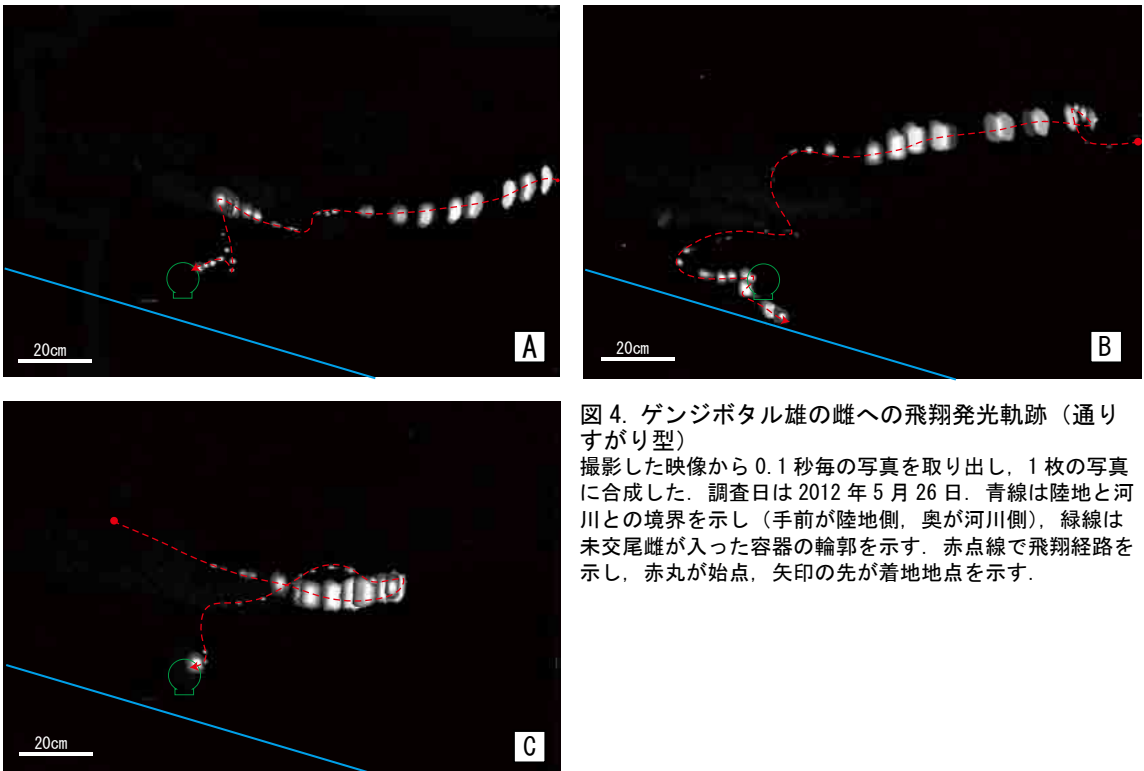 20cm
A
20cm
B
20cm
C
図 4. ゲンジボタル雄の雌への飛翔発光軌跡（通り
すがり型）
撮影した映像から 0.1 秒毎の写真を取り出し，1 枚の写真
に合成した．調査日は 2012 年 5 月 26 日．青線は陸地と河
川との境界を示し（手前が陸地側，奥が河川側），緑線は
未交尾雌が入った容器の輪郭を示す．赤点線で飛翔経路を
示し，赤丸が始点，矢印の先が着地地点を示す．